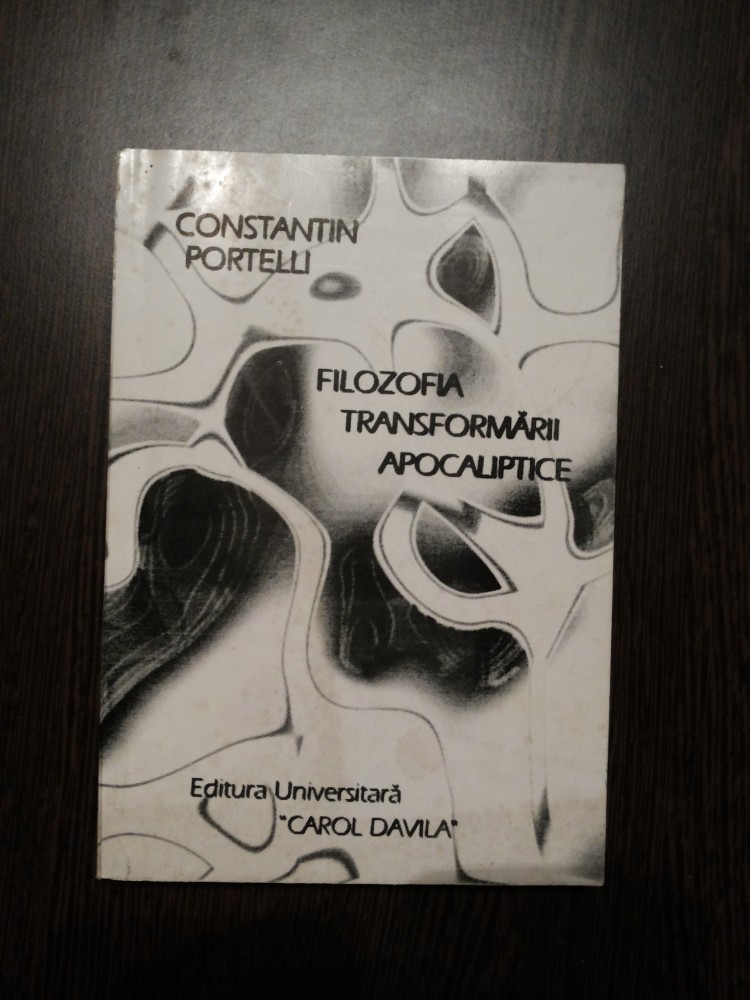 CONSTANTIN
PORTELLI
FILOZOFIA
TRANSFORMĂRII
APOCALIPTICE
Editura Universitară
"CAROL DAVILA"